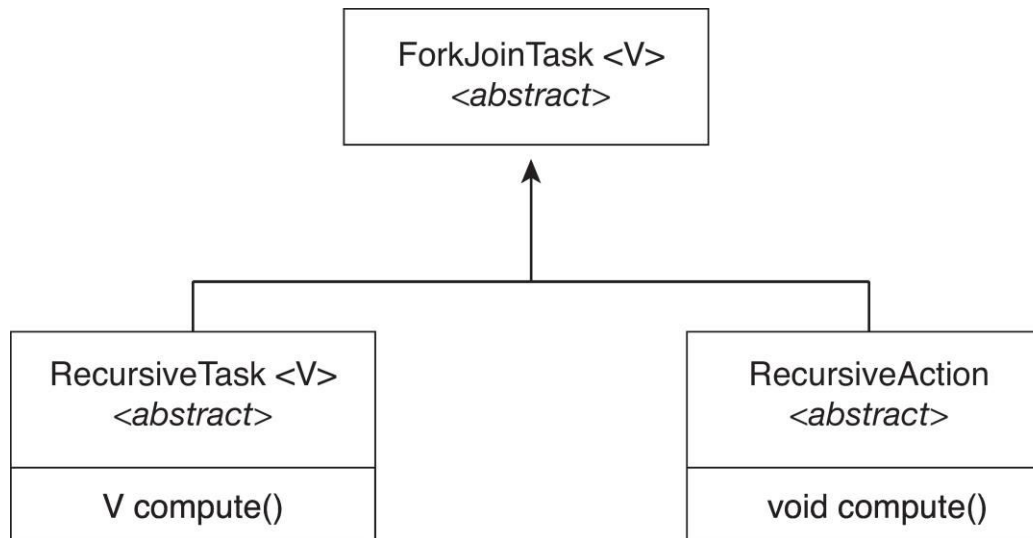 ForkJoinTask <V>
<abstract>
RecursiveTask <V>
<abstract>
V compute()
RecursiveAction
<abstract>
void compute()